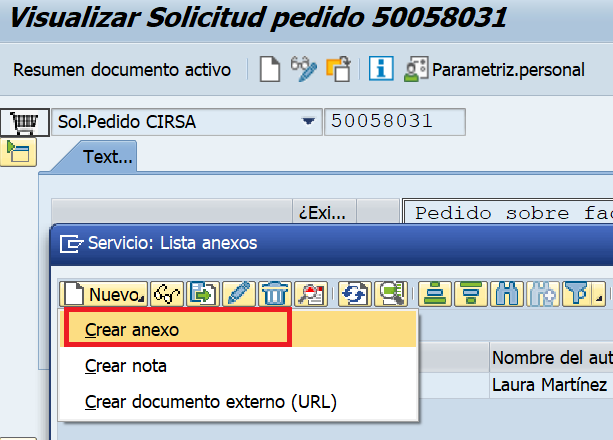 Visualizar Solicitud pedido 50058031
Resumen documento activo Parametriz.personal
Sol.Pedido CIRSA 50058031
Text...
¿Exi... Pedido sobre fac
Servicio: Lista anexos
Nuevo
Crear anexo
Crear nota
Nombre del aut
Crear documento externo (URL)
Laura Martínez